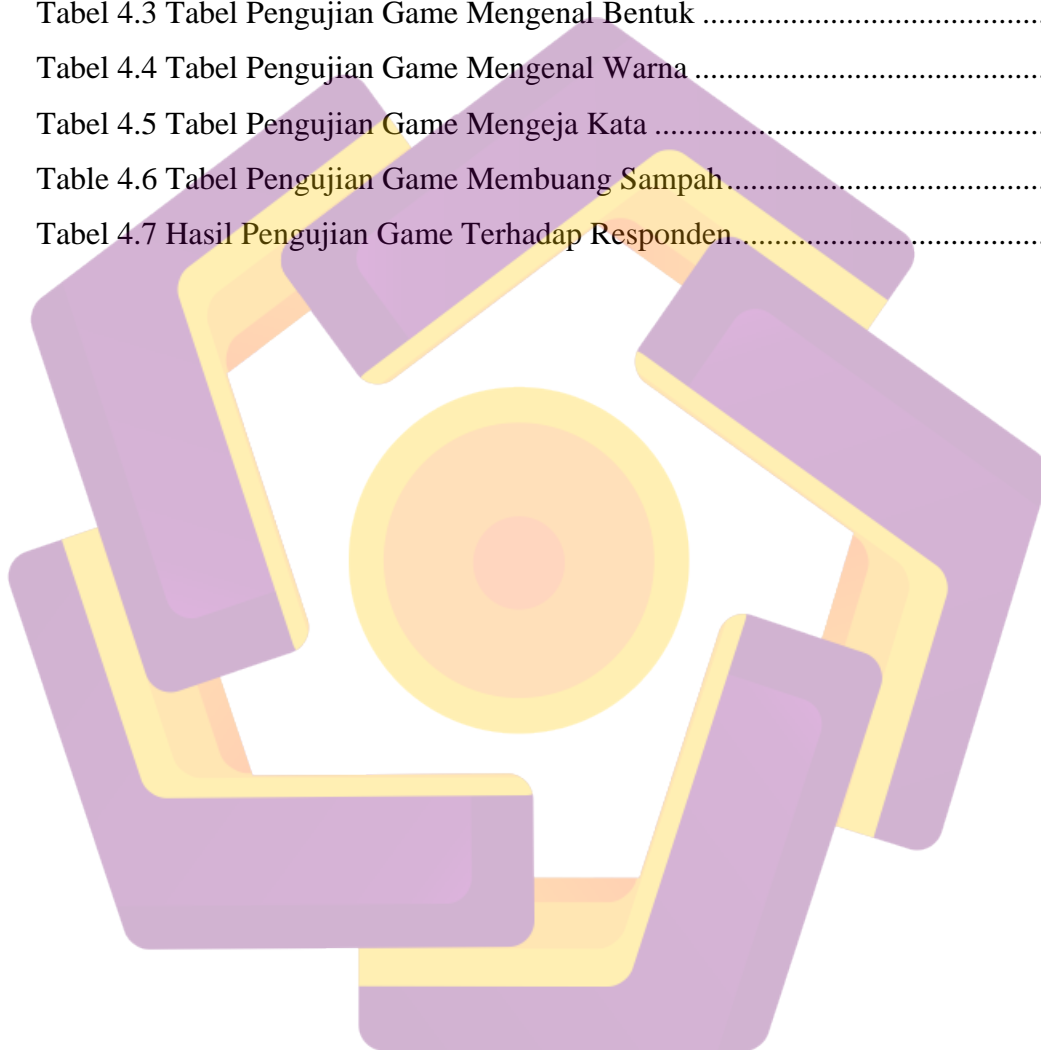 Tabel 4.3 Tabel Pengujian Game Mengenal Bentuk ....................................
Tabel 4.4 Tabel Pengujian Game Mengenal Warna .....................................
Tabel 4.5 Tabel Pengujian Game Mengeja Kata .........................................
Table 4.6 Tabel Pengujian Game Membuang Sampah..................................
Tabel 4.7 Hasil Pengujian Game Terhadap Responden.................................